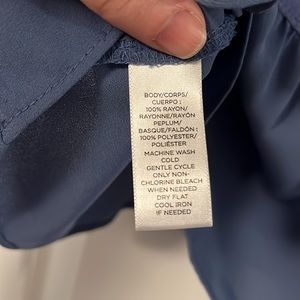 BODY/CORPS/
CUERPO :
100% RAYON/
RAYONNE/RAYÓN
PEPLUM/
BASQUE/FALDÓN :
100% POLYESTER/
POLIÉSTER
MACHINE WASH
COLD
GENTLE CYCLE
ONLY NON-
CHLORINE BLEACH
WHEN NEEDED
DRY FLAT
COOL IRON
IF NEEDED